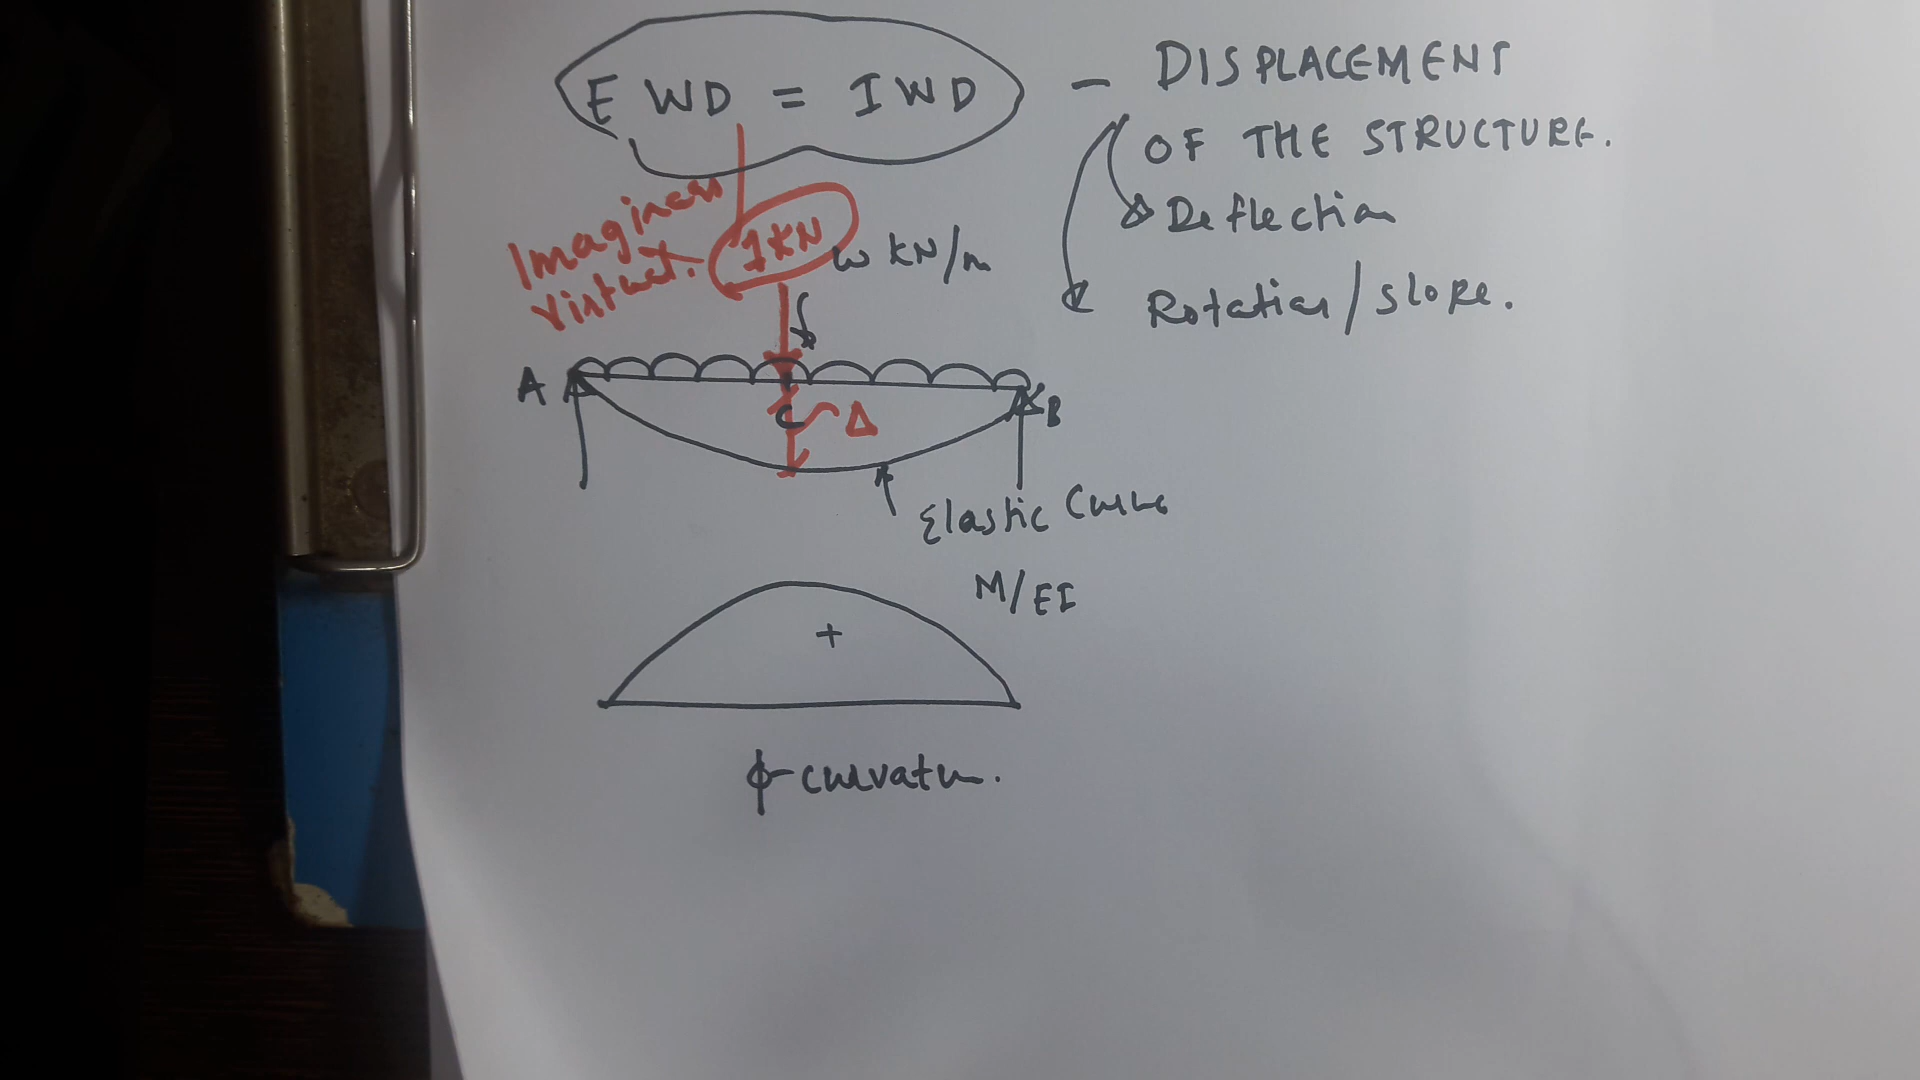 EWD = IWD - DISPLACEMENT
OF THE STRUCTURE.
Deflection
Rotation/slope.
Imaginary
virtual.
1KN
w KN/m
A
C
Δ
B
Elastic Curve
M/EI
+
ϕ-curvature.